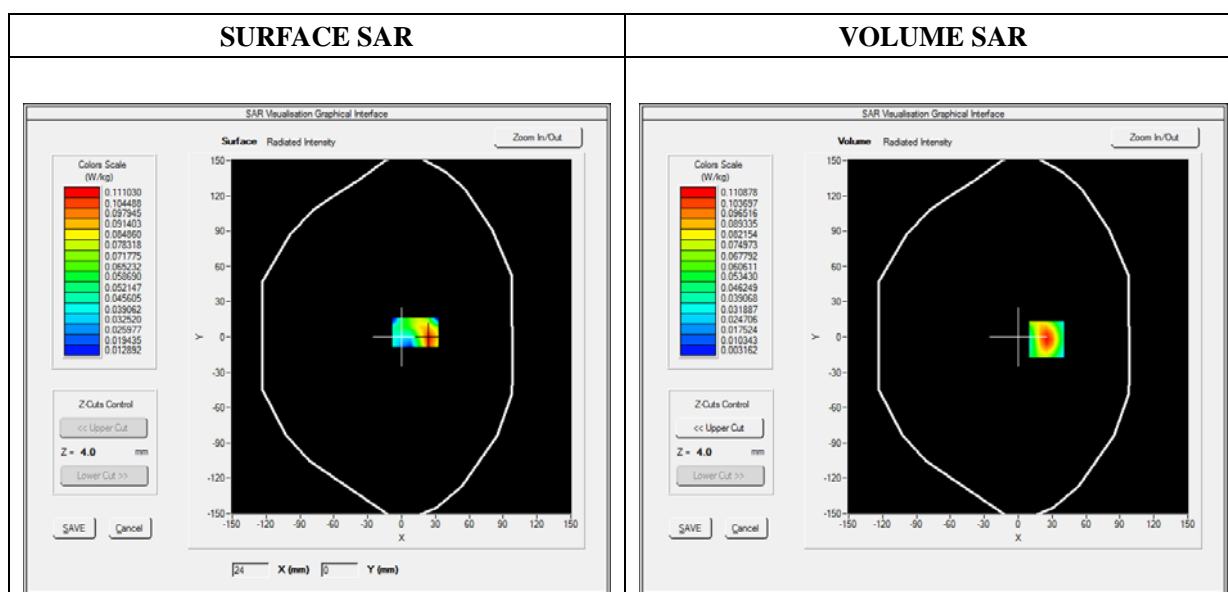 SURFACE SAR
VOLUME SAR
SAR Visualisation Graphical Interface
Surface Radiated Intensity
Zoom In/Out
Colors Scale
(W/kg)
0.111030
0.104488
0.097945
0.091403
0.084860
0.078318
0.071775
0.065232
0.058690
0.052147
0.045605
0.039062
0.032520
0.025977
0.019435
0.012892
150
120
90
60
30
0
-30
-60
-90
-120
-150
Y
-150 -120 -90 -60 -30 0 30 60 90 120 150
X
Z-Cuts Control
<< Upper Cut
Z = 4.0 mm
Lower Cut >>
SAVE Cancel
24 X (mm) 0 Y (mm)
SAR Visualisation Graphical Interface
Volume Radiated Intensity
Zoom In/Out
Colors Scale
(W/kg)
0.110878
0.103697
0.096516
0.089335
0.082154
0.074973
0.067792
0.060611
0.053430
0.046249
0.039068
0.031887
0.024706
0.017524
0.010343
0.003162
150
120
90
60
30
0
-30
-60
-90
-120
-150
Y
-150 -120 -90 -60 -30 0 30 60 90 120 150
X
Z-Cuts Control
<< Upper Cut
Z = 4.0 mm
Lower Cut >>
SAVE Cancel